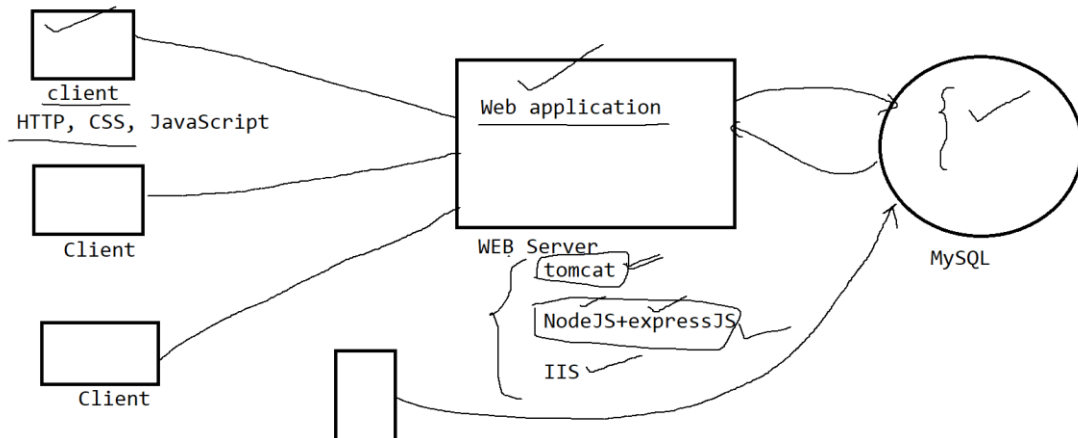 client
HTTP, CSS, JavaScript
Client
Client
Web application
WEB Server
tomcat
NodeJS+expressJS
IIS
MySQL